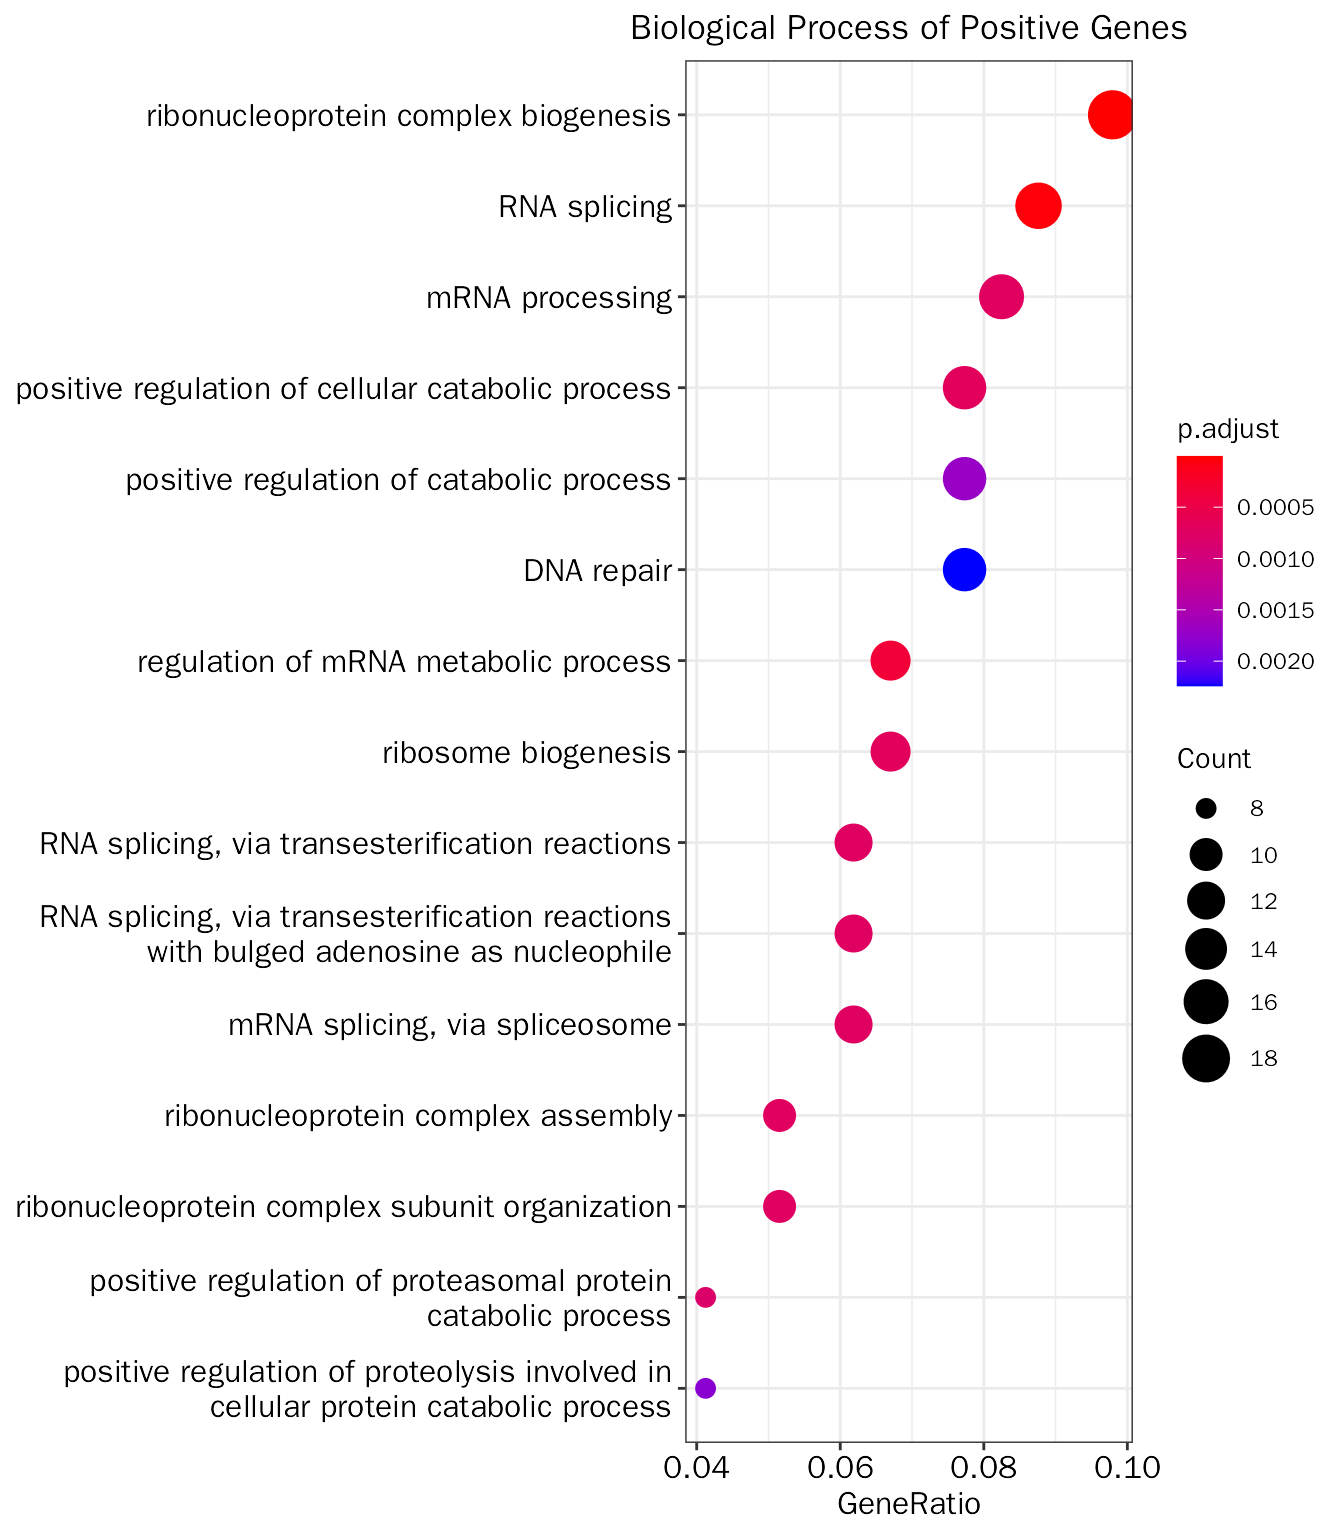 Biological Process of Positive Genes
ribonucleoprotein complex biogenesis
RNA splicing
mRNA processing
positive regulation of cellular catabolic process
positive regulation of catabolic process
DNA repair
regulation of mRNA metabolic process
ribosome biogenesis
RNA splicing, via transesterification reactions
RNA splicing, via transesterification reactions
with bulged adenosine as nucleophile
mRNA splicing, via spliceosome
ribonucleoprotein complex assembly
ribonucleoprotein complex subunit organization
positive regulation of proteasomal protein
catabolic process
positive regulation of proteolysis involved in
cellular protein catabolic process
0.04 0.06 0.08 0.10
GeneRatio
p.adjust
0.0005
0.0010
0.0015
0.0020
Count
8
10
12
14
16
18